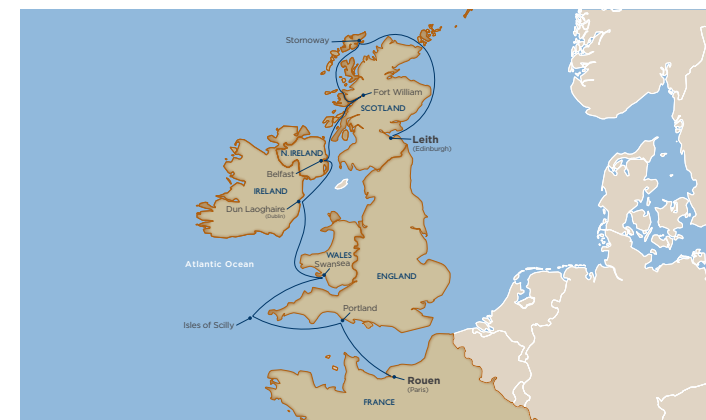 Stornoway
Fort William
SCOTLAND
Leith
(Edinburgh)
N. IRELAND
Belfast
IRELAND
Dun Laoghaire
(Dublin)
WALES
Swansea
Atlantic Ocean
ENGLAND
Portland
Isles of Scilly
Rouen
(Paris)
FRANCE